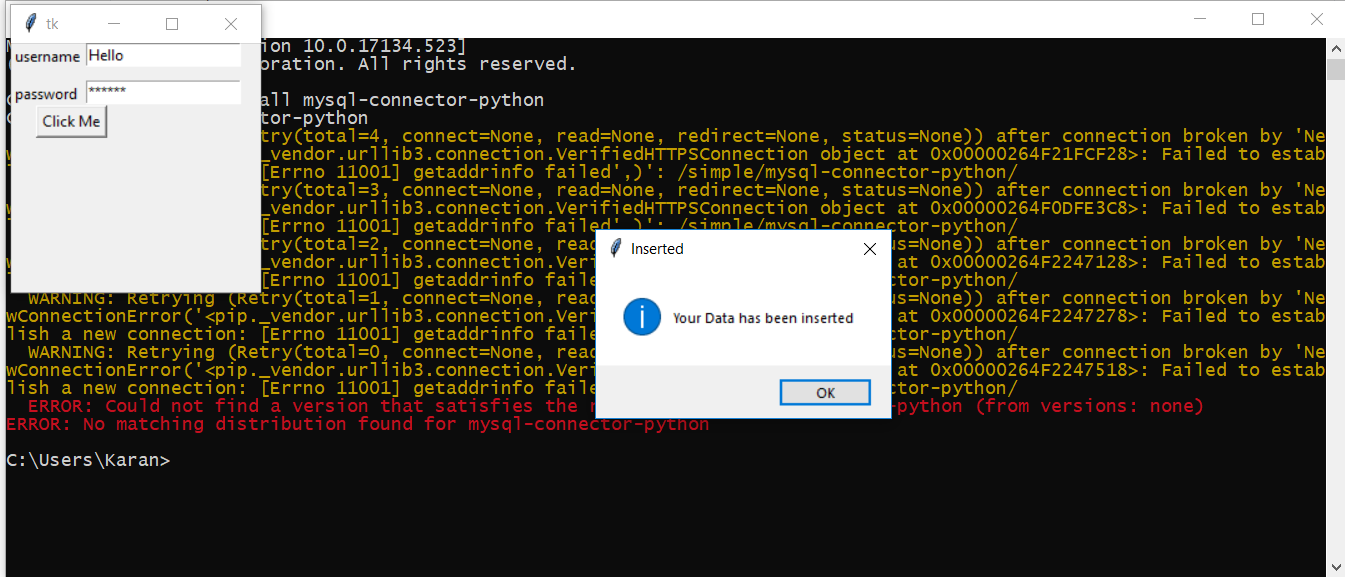 tk
username Hello
password ******
Click Me
ion 10.0.17134.523]
oration. All rights reserved.
all mysql-connector-python
tor-python
try(total=4, connect=None, read=None, redirect=None, status=None)) after connection broken by 'Ne
_vendor.urllib3.connection.VerifiedHTTPSConnection object at 0x00000264F21FCF28>: Failed to estab
[Errno 11001] getaddrinfo failed',)': /simple/mysql-connector-python/
try(total=3, connect=None, read=None, redirect=None, status=None)) after connection broken by 'Ne
_vendor.urllib3.connection.VerifiedHTTPSConnection object at 0x00000264F0DFE3C8>: Failed to estab
[Errno 11001] getaddrinfo failed',)': /simple/mysql-connector-python/
try(total=2, connect=None, rea us=None)) after connection broken by 'Ne
_vendor.urllib3.connection.Veri at 0x00000264F2247128>: Failed to estab
[Errno 11001] getaddrinfo faile ctor-python/
WARNING: Retrying (Retry(total=1, connect=None, rea us=None)) after connection broken by 'Ne
wConnectionError('<pip._vendor.urllib3.connection.Veri at 0x00000264F2247278>: Failed to estab
lish a new connection: [Errno 11001] getaddrinfo faile ctor-python/
WARNING: Retrying (Retry(total=0, connect=None, rea us=None)) after connection broken by 'Ne
wConnectionError('<pip._vendor.urllib3.connection.Veri at 0x00000264F2247518>: Failed to estab
lish a new connection: [Errno 11001] getaddrinfo faile ctor-python/
ERROR: Could not find a version that satisfies the -python (from versions: none)
ERROR: No matching distribution found for mysql-connector-python
C:\Users\Karan>
Inserted
Your Data has been inserted
OK